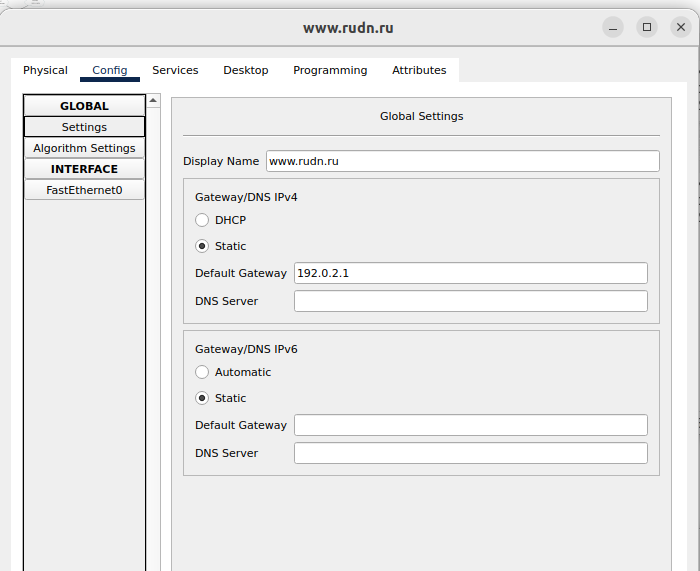 www.rudn.ru
Physical Config Services Desktop Programming Attributes
GLOBAL
Settings
Algorithm Settings
INTERFACE
FastEthernet0
Global Settings
Display Name www.rudn.ru
Gateway/DNS IPv4
DHCP
Static
Default Gateway 192.0.2.1
DNS Server
Gateway/DNS IPv6
Automatic
Static
Default Gateway
DNS Server